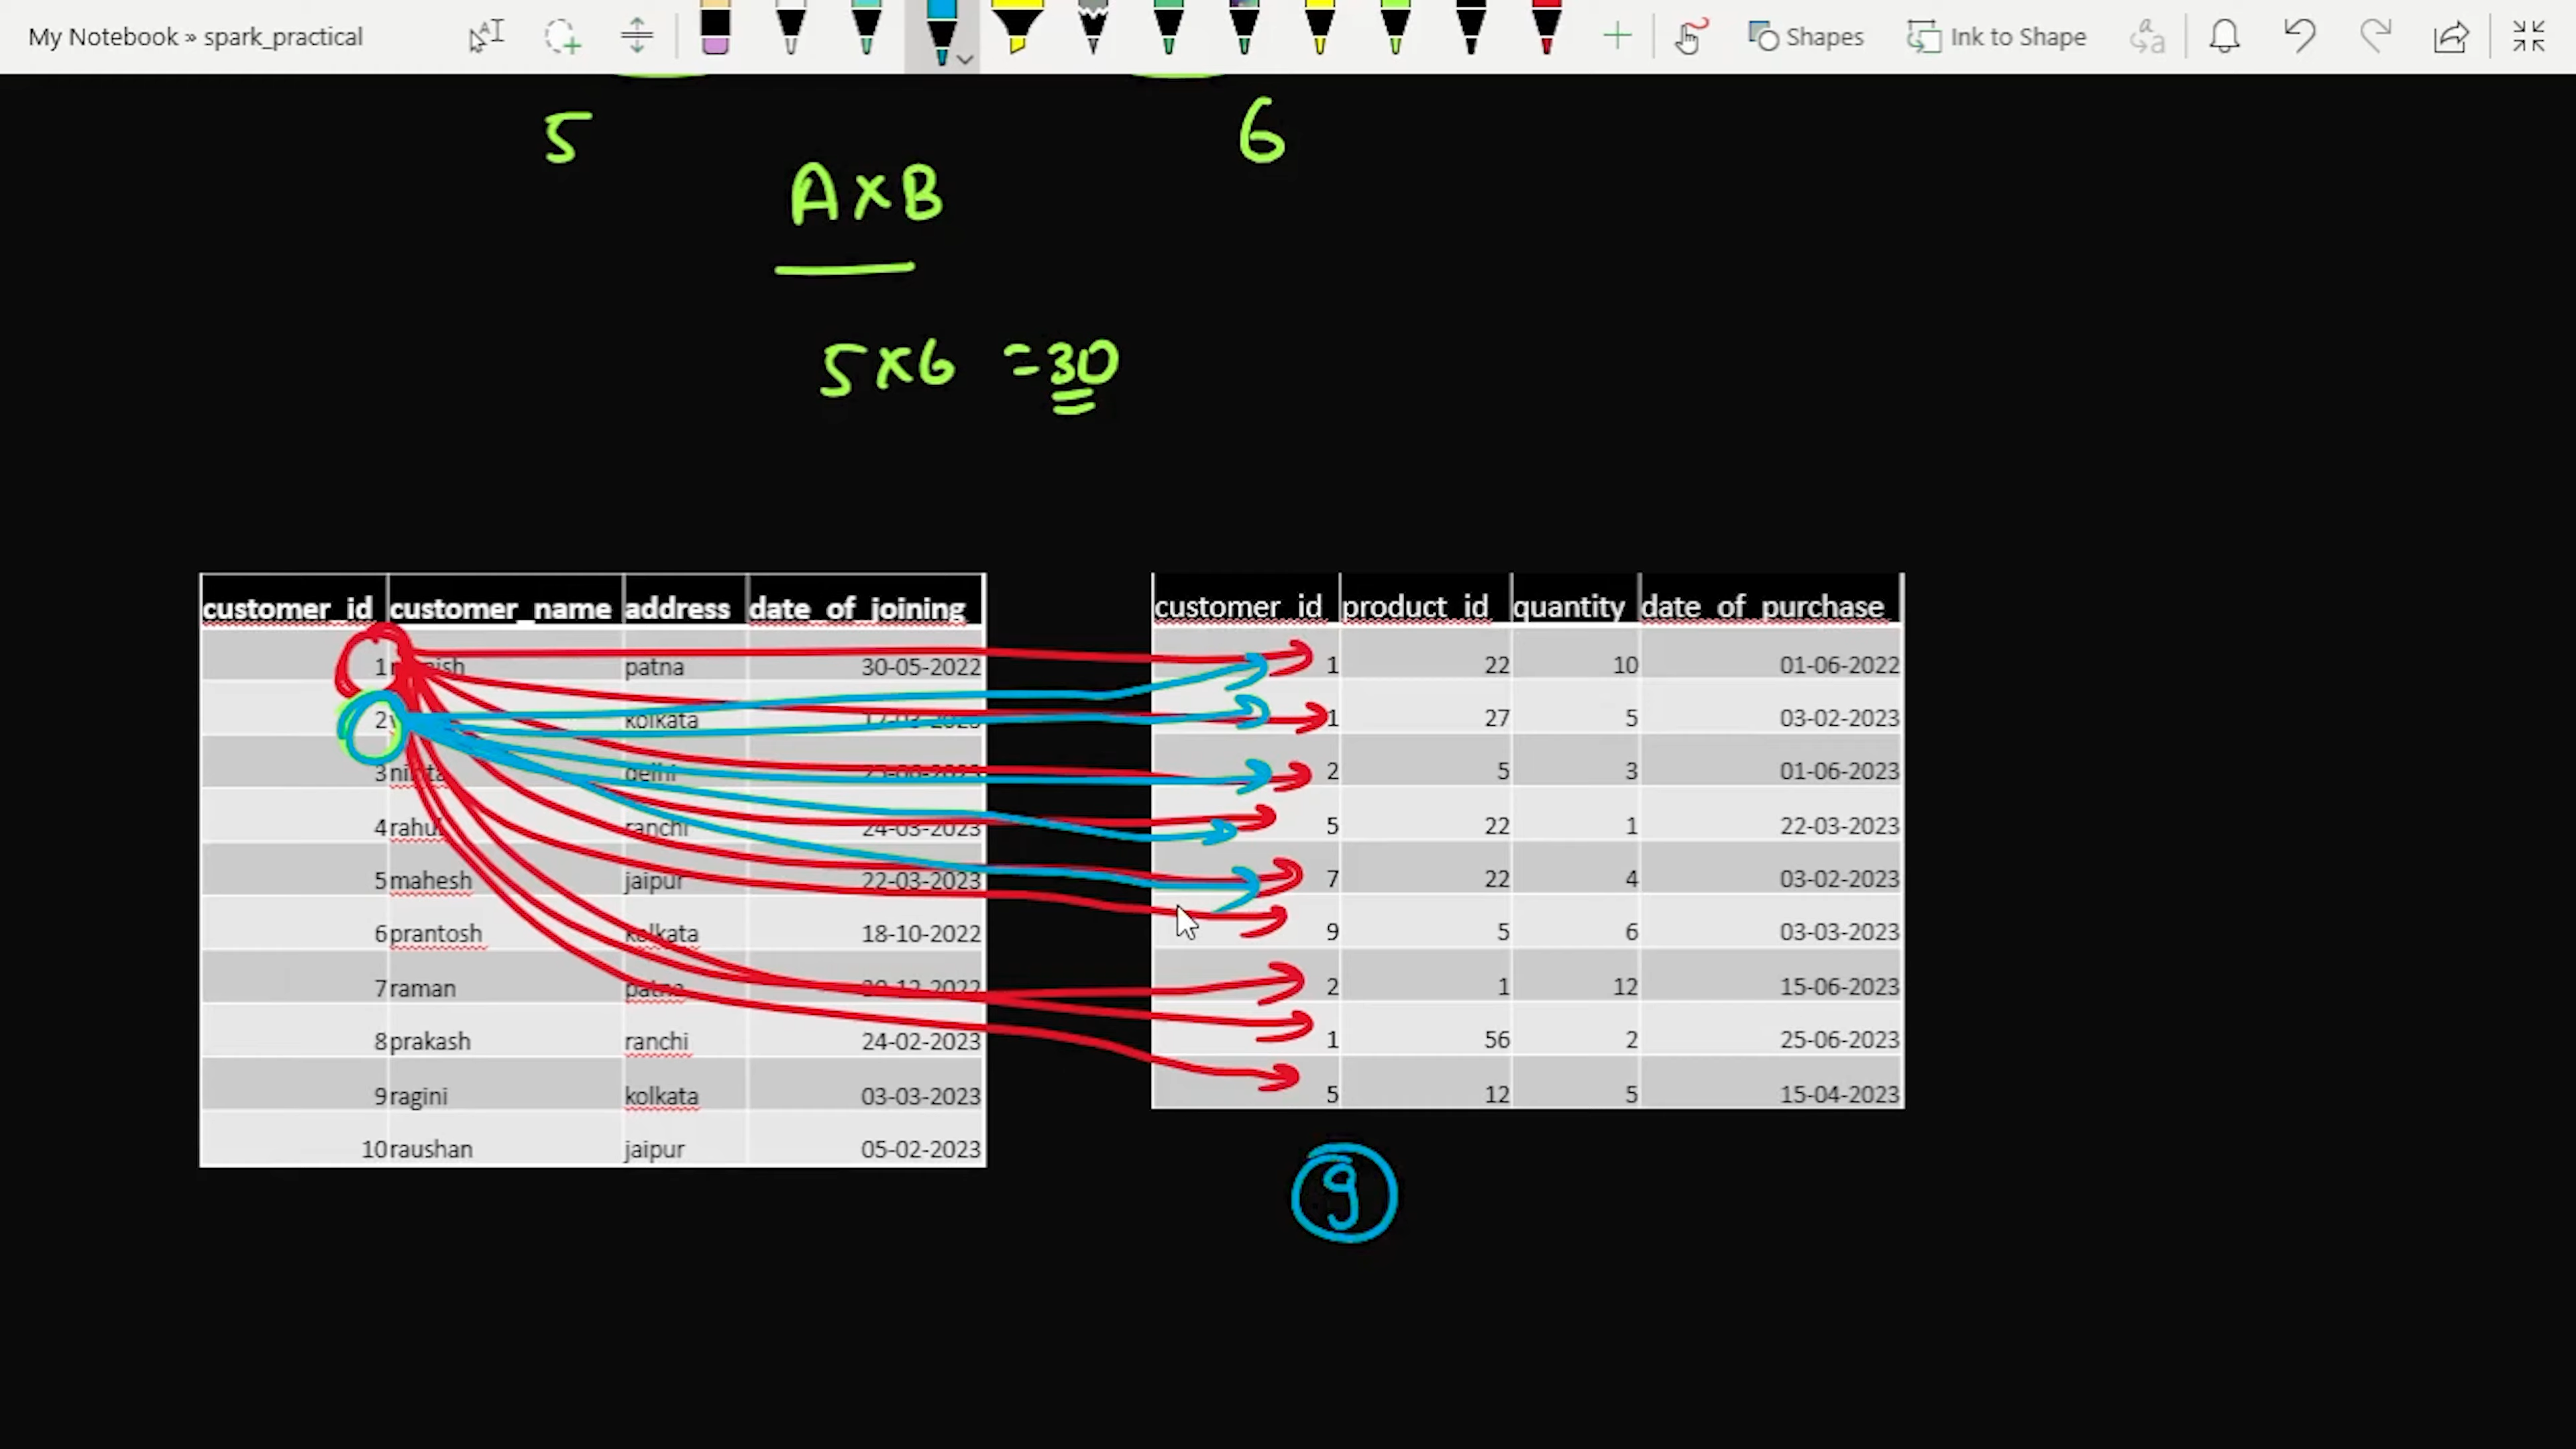 My Notebook » spark_practical
Shapes
Ink to Shape
5 6
A×B
5×6 =30
customer_id customer_name address date_of_joining
1 patna 30-05-2022
2 kolkata
3 delhi
4 rahul ranchi 24-03-2023
5 mahesh jaipur 22-03-2023
6 prantosh kolkata 18-10-2022
7 raman patna
8 prakash ranchi 24-02-2023
9 ragini kolkata 03-03-2023
10 raushan jaipur 05-02-2023
customer_id product_id quantity date_of_purchase
1 22 10 01-06-2022
1 27 5 03-02-2023
2 5 3 01-06-2023
5 22 1 22-03-2023
7 22 4 03-02-2023
9 5 6 03-03-2023
2 1 12 15-06-2023
1 56 2 25-06-2023
5 12 5 15-04-2023
9